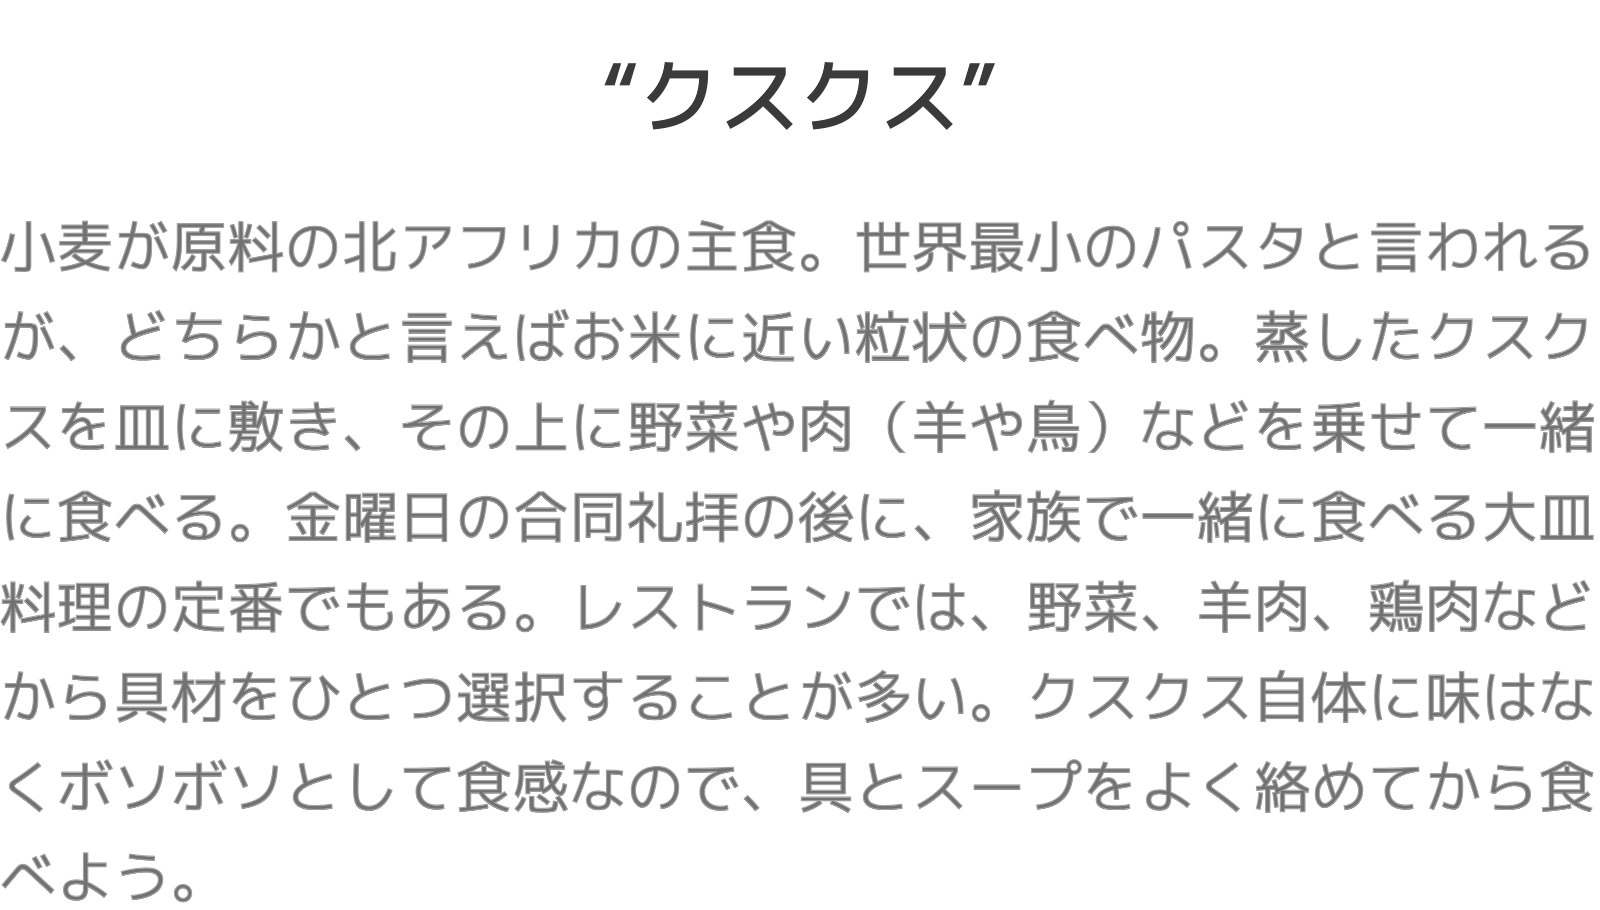 “クスクス”
小麦が原料の北アフリカの主食。世界最小のパスタと言われる
が、どちらかと言えばお米に近い粒状の食べ物。蒸したクスク
スを皿に敷き、その上に野菜や肉（羊や鳥）などを乗せて一緒
に食べる。金曜日の合同礼拝の後に、家族で一緒に食べる大皿
料理の定番でもある。レストランでは、野菜、羊肉、鶏肉など
から具材をひとつ選択することが多い。クスクス自体に味はな
くボソボソとして食感なので、具とスープをよく絡めてから食
べよう。